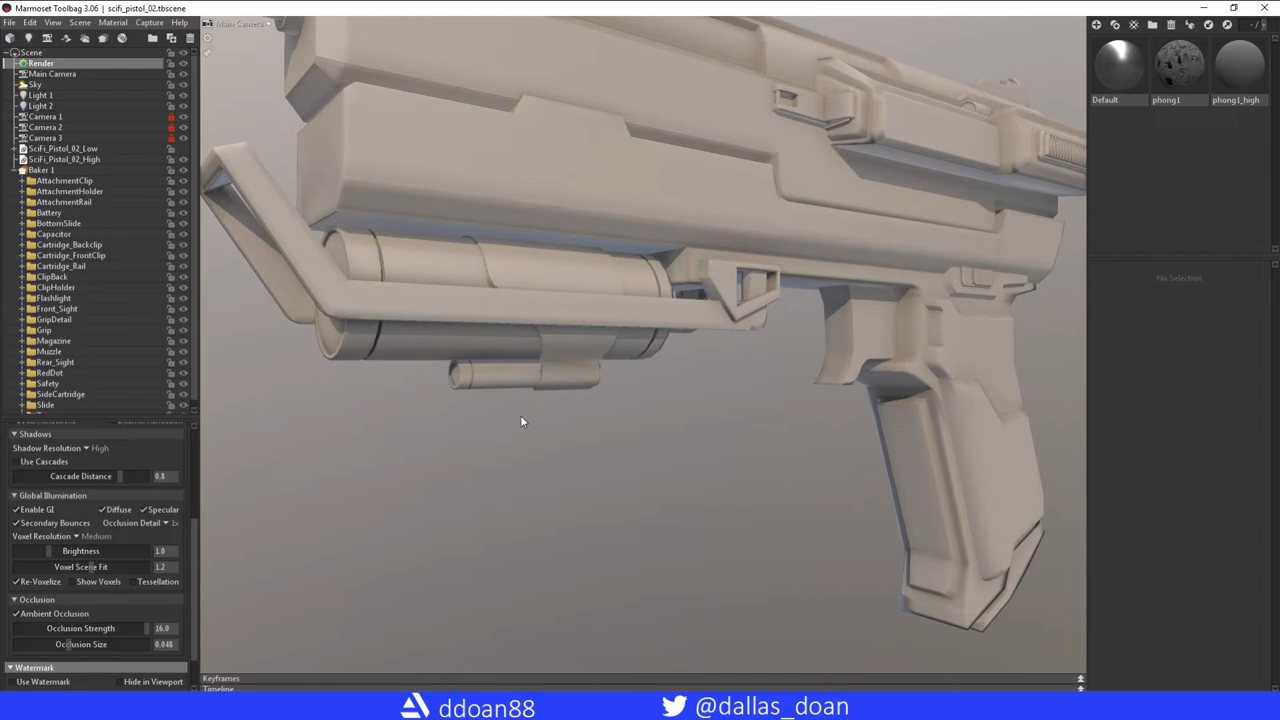 Marmoset Toolbag 3.06 | scifi_pistol_02.tbscene
File Edit View Scene Material Capture Help
Main Camera
Scene
Render
Main Camera
Sky
Light 1
Light 2
Camera 1
Camera 2
Camera 3
SciFi_Pistol_02_Low
SciFi_Pistol_02_High
Baker 1
AttachmentClip
AttachmentHolder
AttachmentRail
Battery
BottomSlide
Capacitor
Cartridge_Backclip
Cartridge_FrontClip
Cartridge_Rail
ClipBack
ClipHolder
Flashlight
Front_Sight
GripDetail
Grip
Magazine
Muzzle
Rear_Sight
RedDot
Safety
SideCartridge
Slide
Shadows
Shadow Resolution High
Use Cascades
Cascade Distance 0.8
Global Illumination
Enable GI Diffuse Specular
Secondary Bounces Occlusion Detail 1x
Voxel Resolution Medium
Brightness 1.0
Voxel Scene Fit 1.2
Re-Voxelize Show Voxels Tessellation
Occlusion
Ambient Occlusion
Occlusion Strength 16.0
Occlusion Size 0.048
Watermark
Use Watermark Hide in Viewport
Default phong1 phong1_high
No Selection
Keyframes
Timeline
ddoan88 @dallas_doan